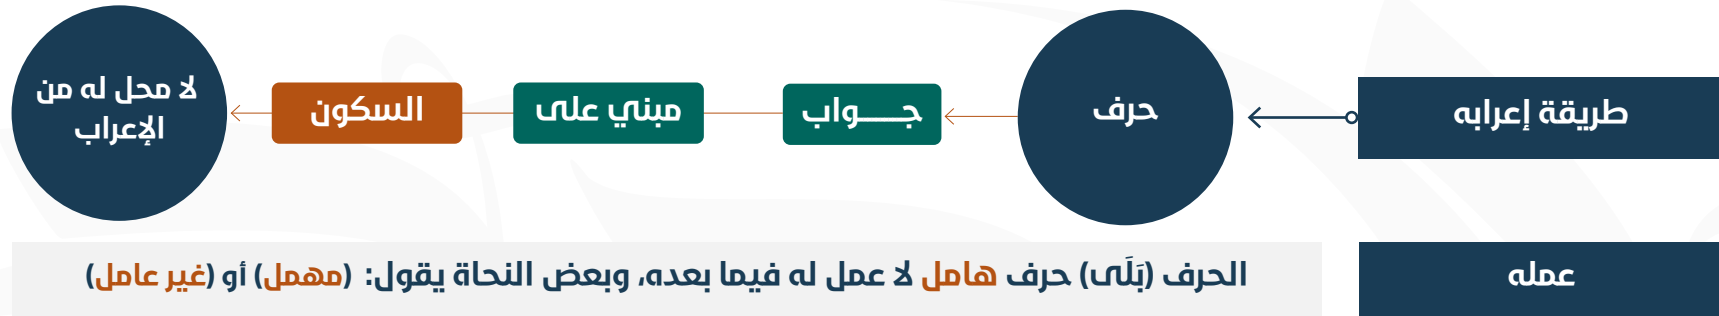 طريقة إعرابه
حرف
جـــــواب
مبني على
السكون
لا محل له من
الإعراب
عمله
الحرف (بَلَى) حرف هامل لا عمل له فيما بعده، وبعض النحاة يقول: (مهمل) أو (غير عامل)